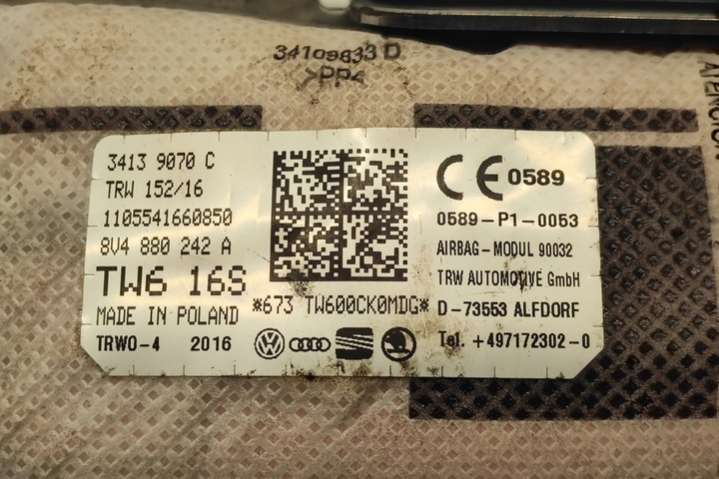 34109833 D
>PP<
3413 9070 C
TRW 152/16
1105541660850
8V4 880 242 A
TW6 16S
MADE IN POLAND
TRWO-4 2016
*673 TW600CK0MDG*
CE 0589
0589-P1-0053
AIRBAG-MODUL 90032
TRW AUTOMOTIVE GmbH
D-73553 ALFDORF
Tel. +497172302-0